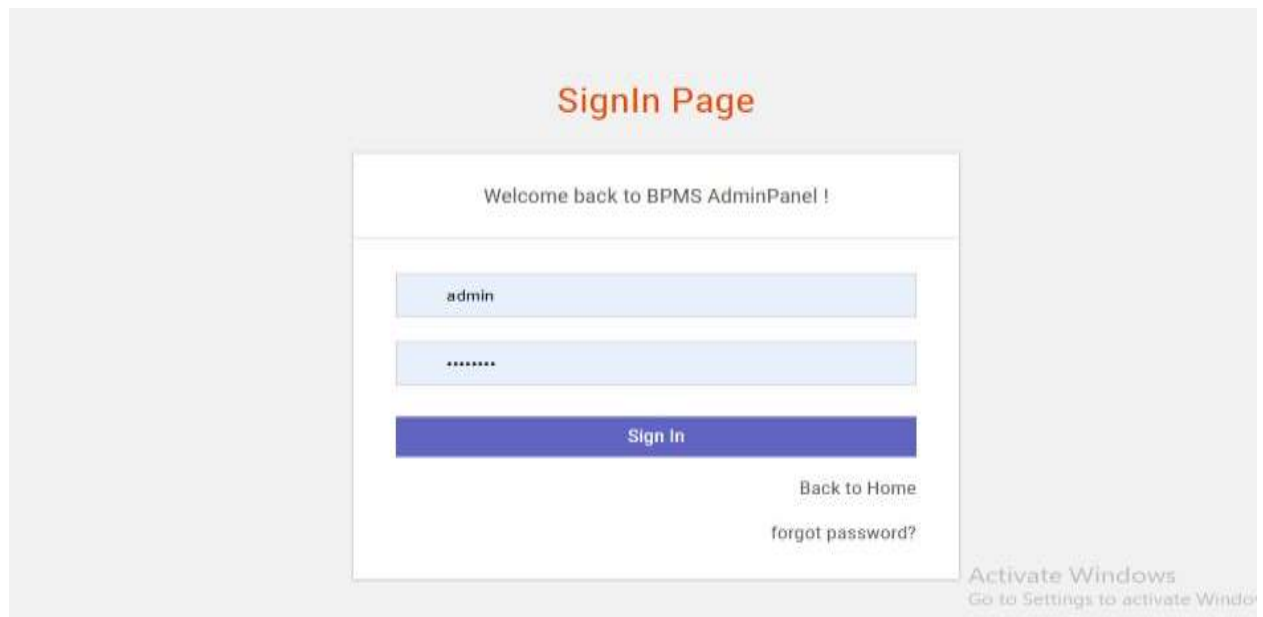 SignIn Page
Welcome back to BPMS AdminPanel !
admin
••••••••
Sign In
Back to Home
forgot password?
Activate Windows
Go to Settings to activate Windo